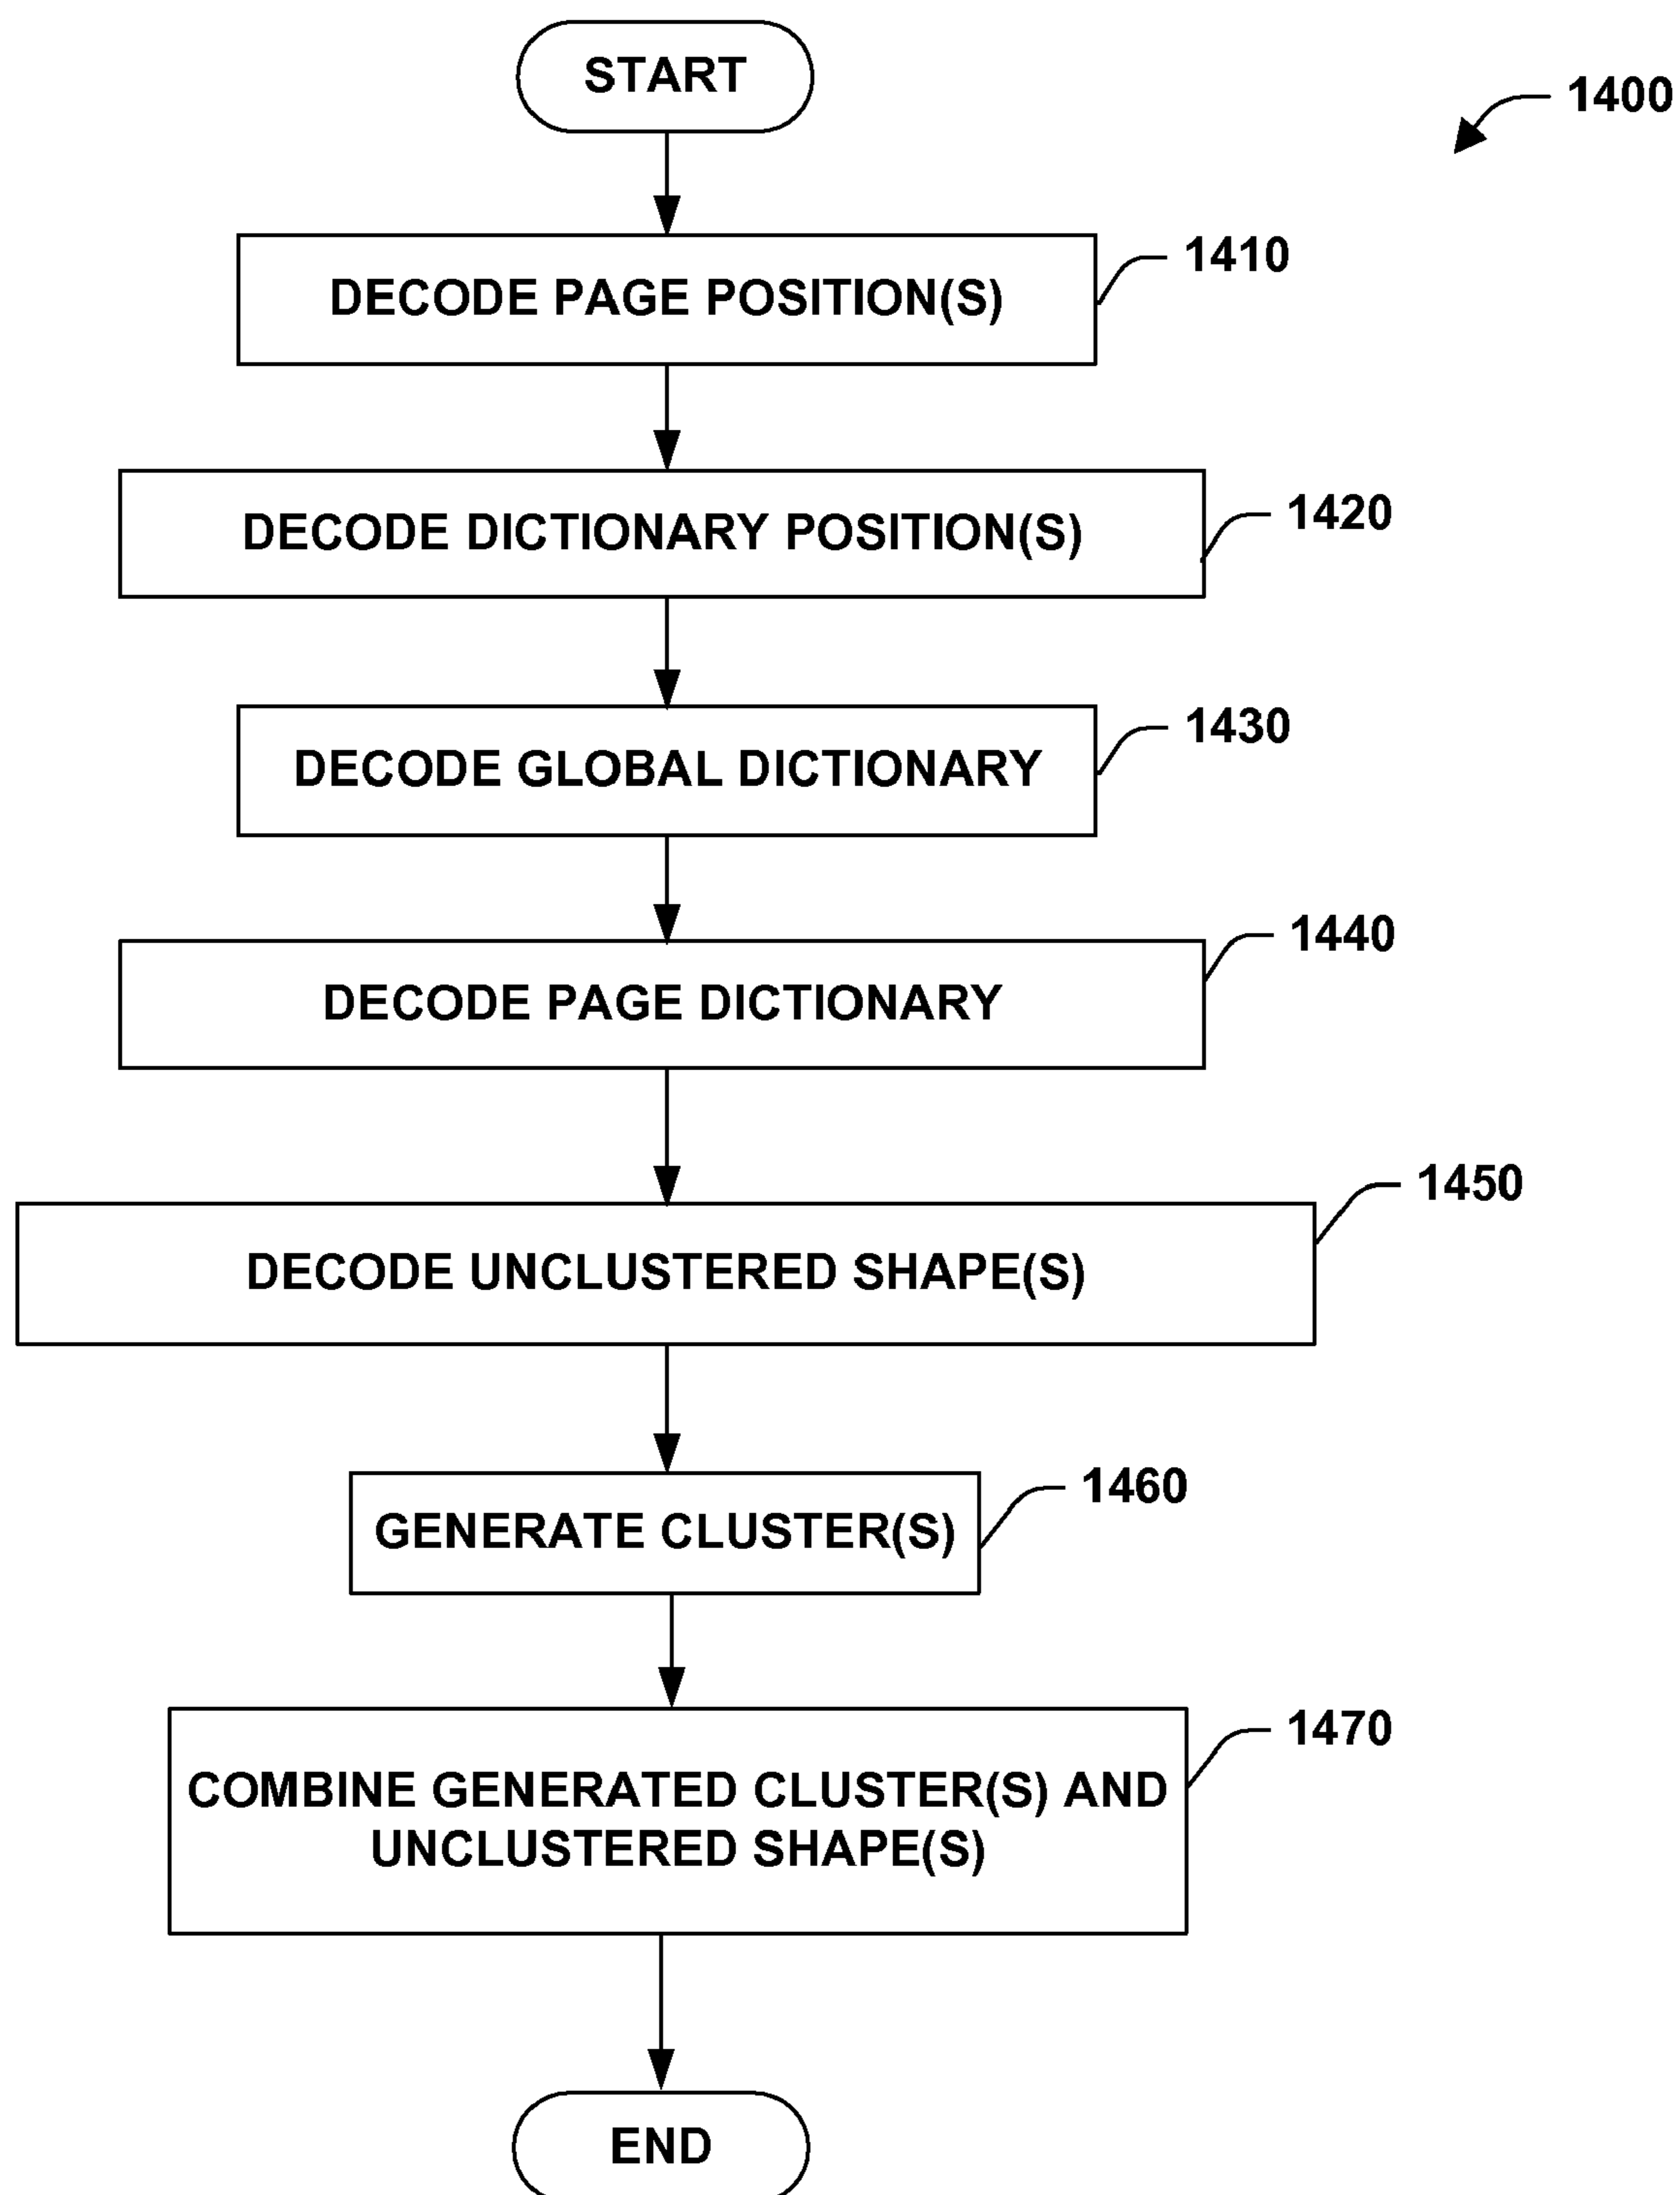 START
1400
DECODE PAGE POSITION(S)
1410
DECODE DICTIONARY POSITION(S)
1420
DECODE GLOBAL DICTIONARY
1430
DECODE PAGE DICTIONARY
1440
DECODE UNCLUSTERED SHAPE(S)
1450
GENERATE CLUSTER(S)
1460
COMBINE GENERATED CLUSTER(S) AND
UNCLUSTERED SHAPE(S)
1470
END